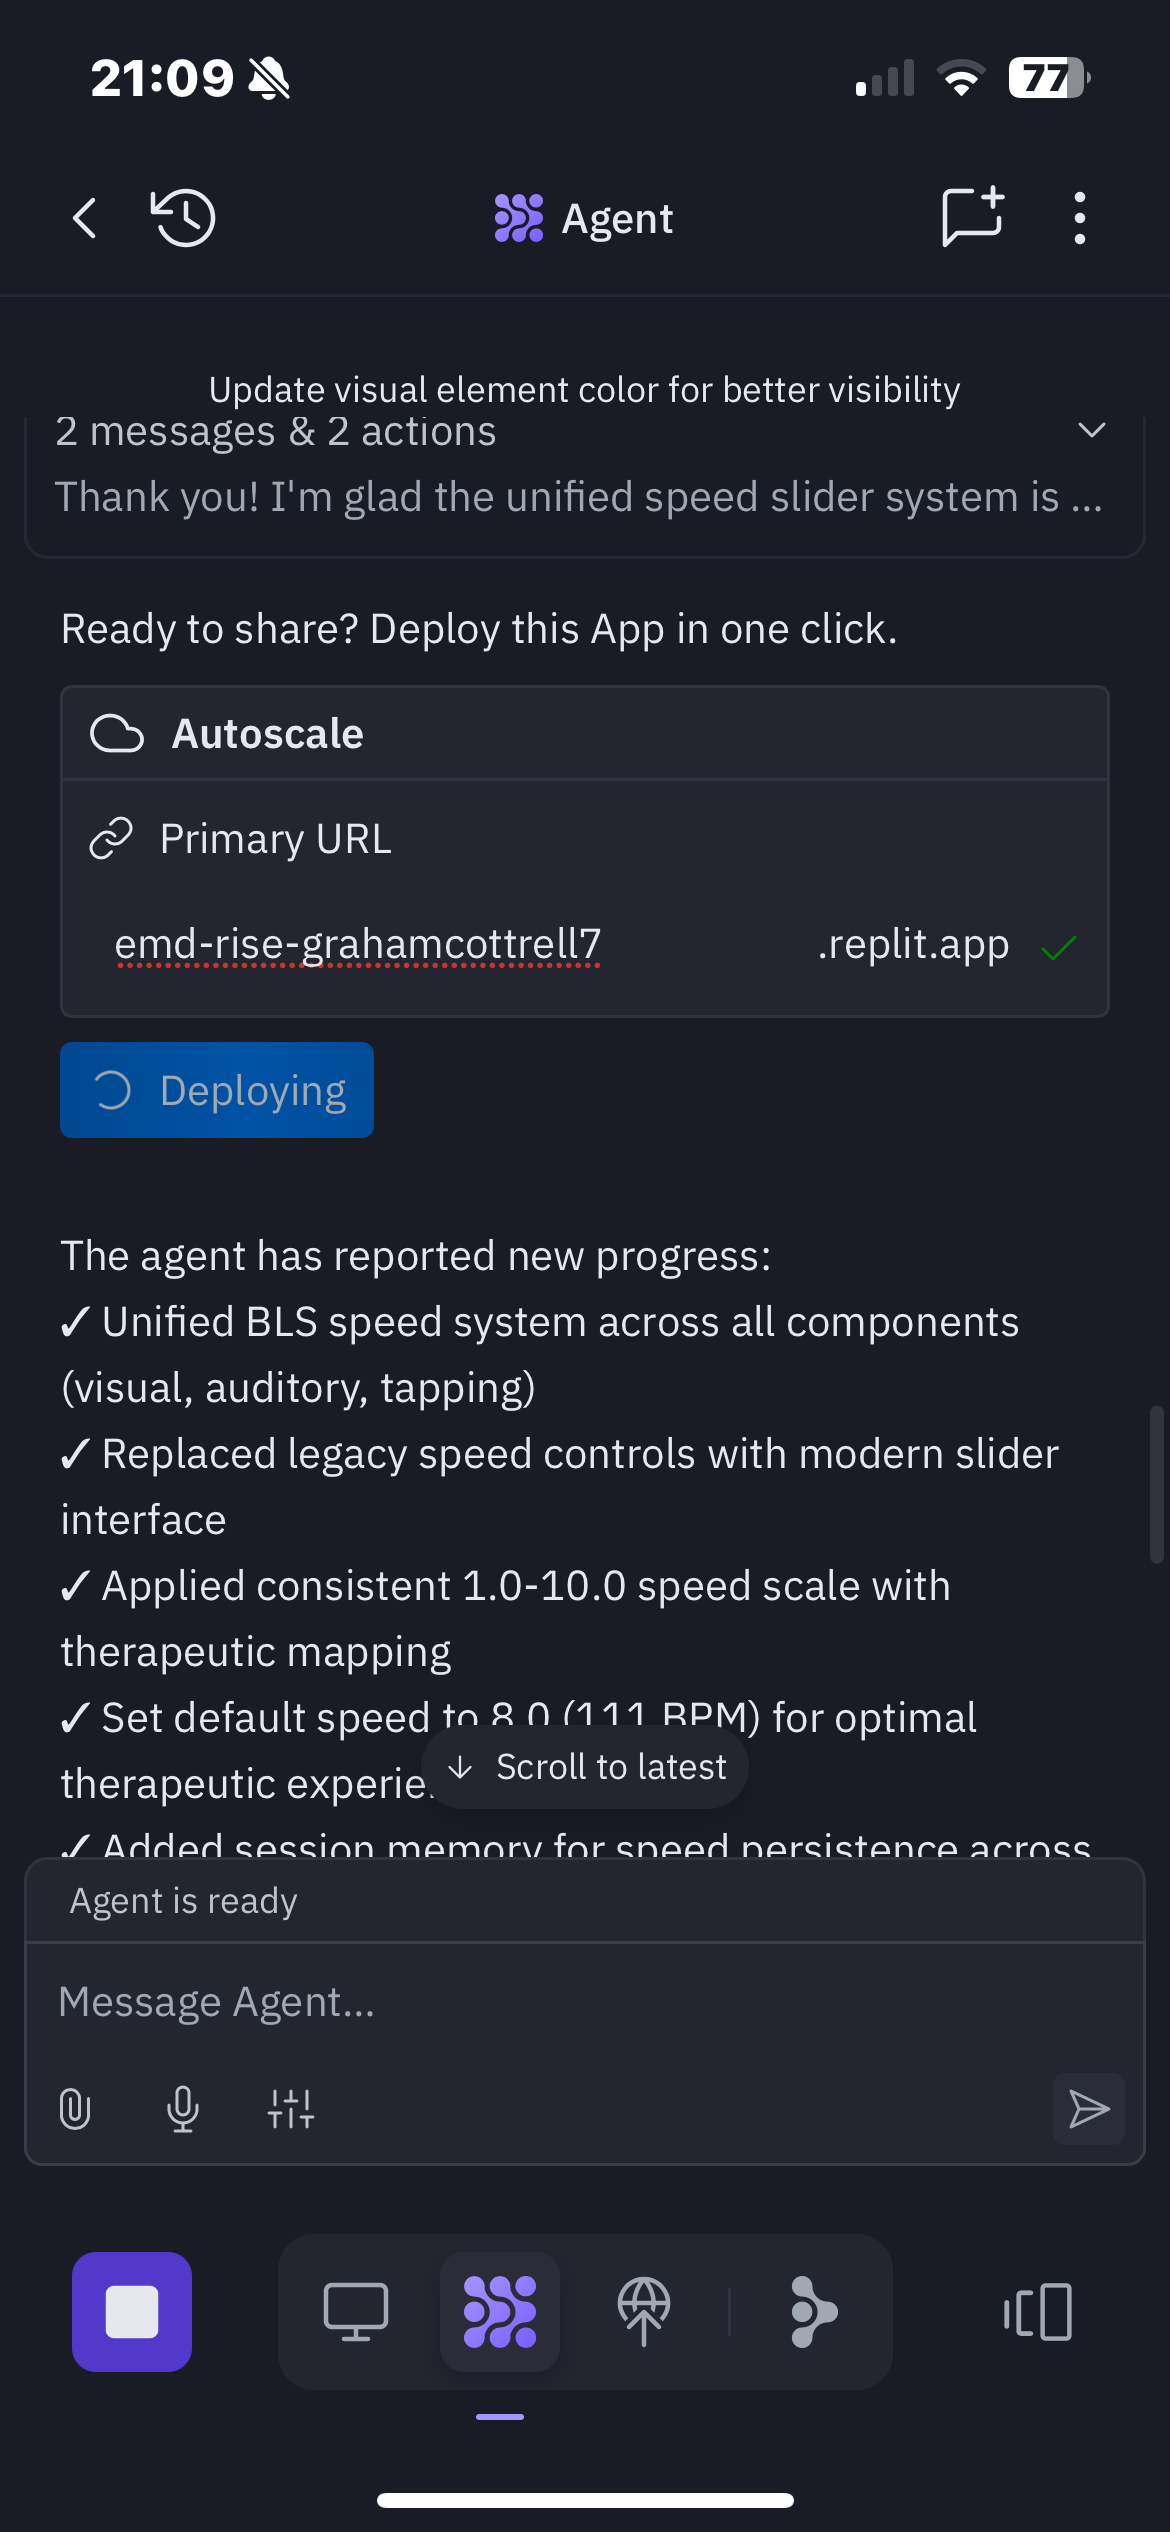 21:09
77
Agent
Update visual element color for better visibility
2 messages & 2 actions
Thank you! I'm glad the unified speed slider system is ...
Ready to share? Deploy this App in one click.
Autoscale
Primary URL
emd-rise-grahamcottrell7 .replit.app
Deploying
The agent has reported new progress:
✓ Unified BLS speed system across all components
(visual, auditory, tapping)
✓ Replaced legacy speed controls with modern slider
interface
✓ Applied consistent 1.0-10.0 speed scale with
therapeutic mapping
✓ Set default speed to 8.0 (111 BPM) for optimal
therapeutic experie
Scroll to latest
✓ Added session memory for speed persistence across
Agent is ready
Message Agent...